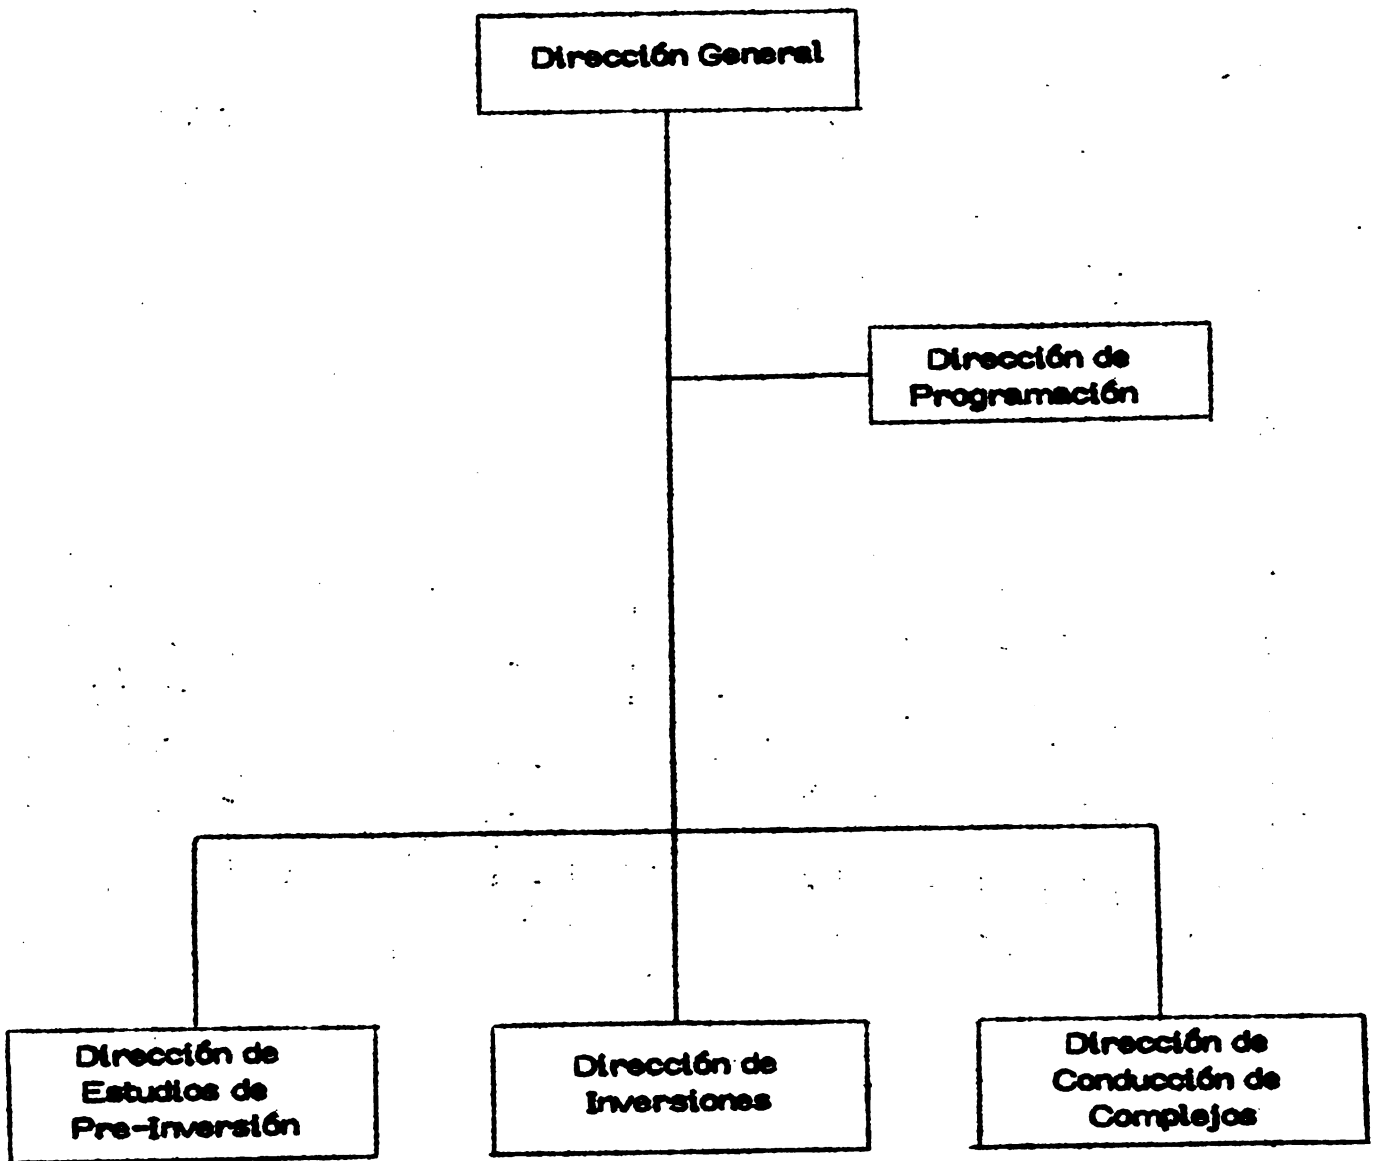 Dirección General
Dirección de
Programación
Dirección de
Estudios de
Pre-Inversión
Dirección de
Inversiones
Dirección de
Conducción de
Complejos